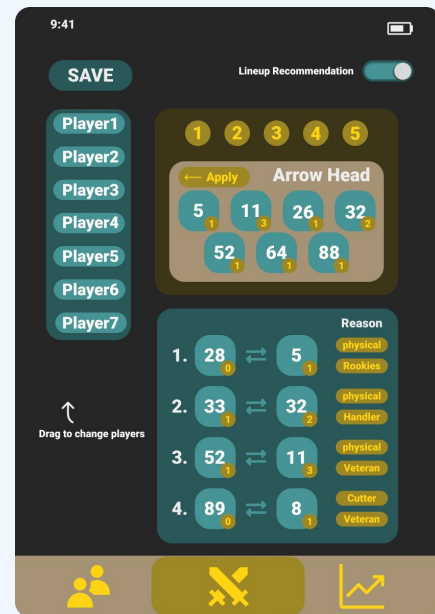 9:41
SAVE
Lineup Recommendation
Player1
Player2
Player3
Player4
Player5
Player6
Player7
Drag to change players
1 2 3 4 5
← Apply Arrow Head
5 1 11 3 26 1 32 2
52 1 64 1 88 1
Reason
1. 28 0 ⇄ 5 1 physical
Rookies
2. 33 1 ⇄ 32 2 physical
Handler
3. 52 1 ⇄ 11 3 physical
Veteran
4. 89 0 ⇄ 8 1 Cutter
Veteran